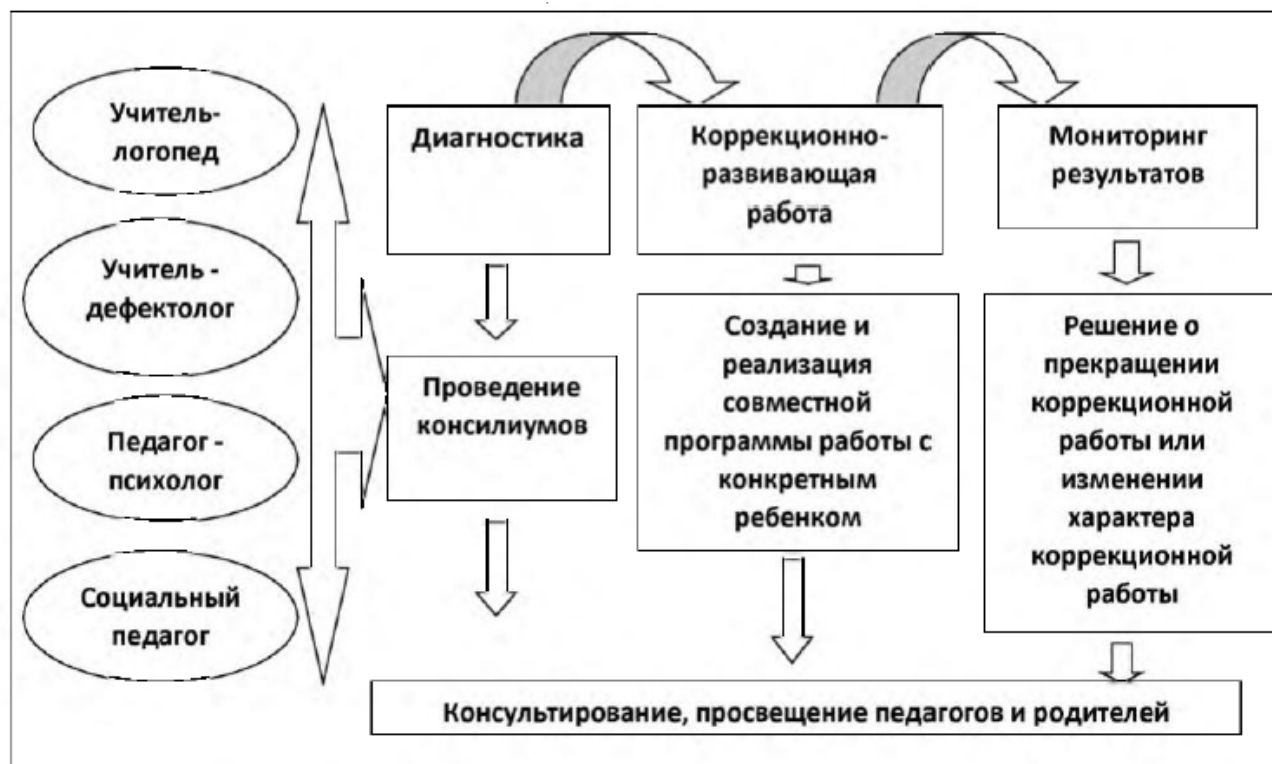 Учитель-
логопед
Учитель -
дефектолог
Педагог -
психолог
Социальный
педагог
Диагностика
Проведение
консилиумов
Коррекционно-
развивающая
работа
Создание и
реализация
совместной
программы работы с
конкретным
ребенком
Мониторинг
результатов
Решение о
прекращении
коррекционной
работы или
изменении
характера
коррекционной
работы
Консультирование, просвещение педагогов и родителей